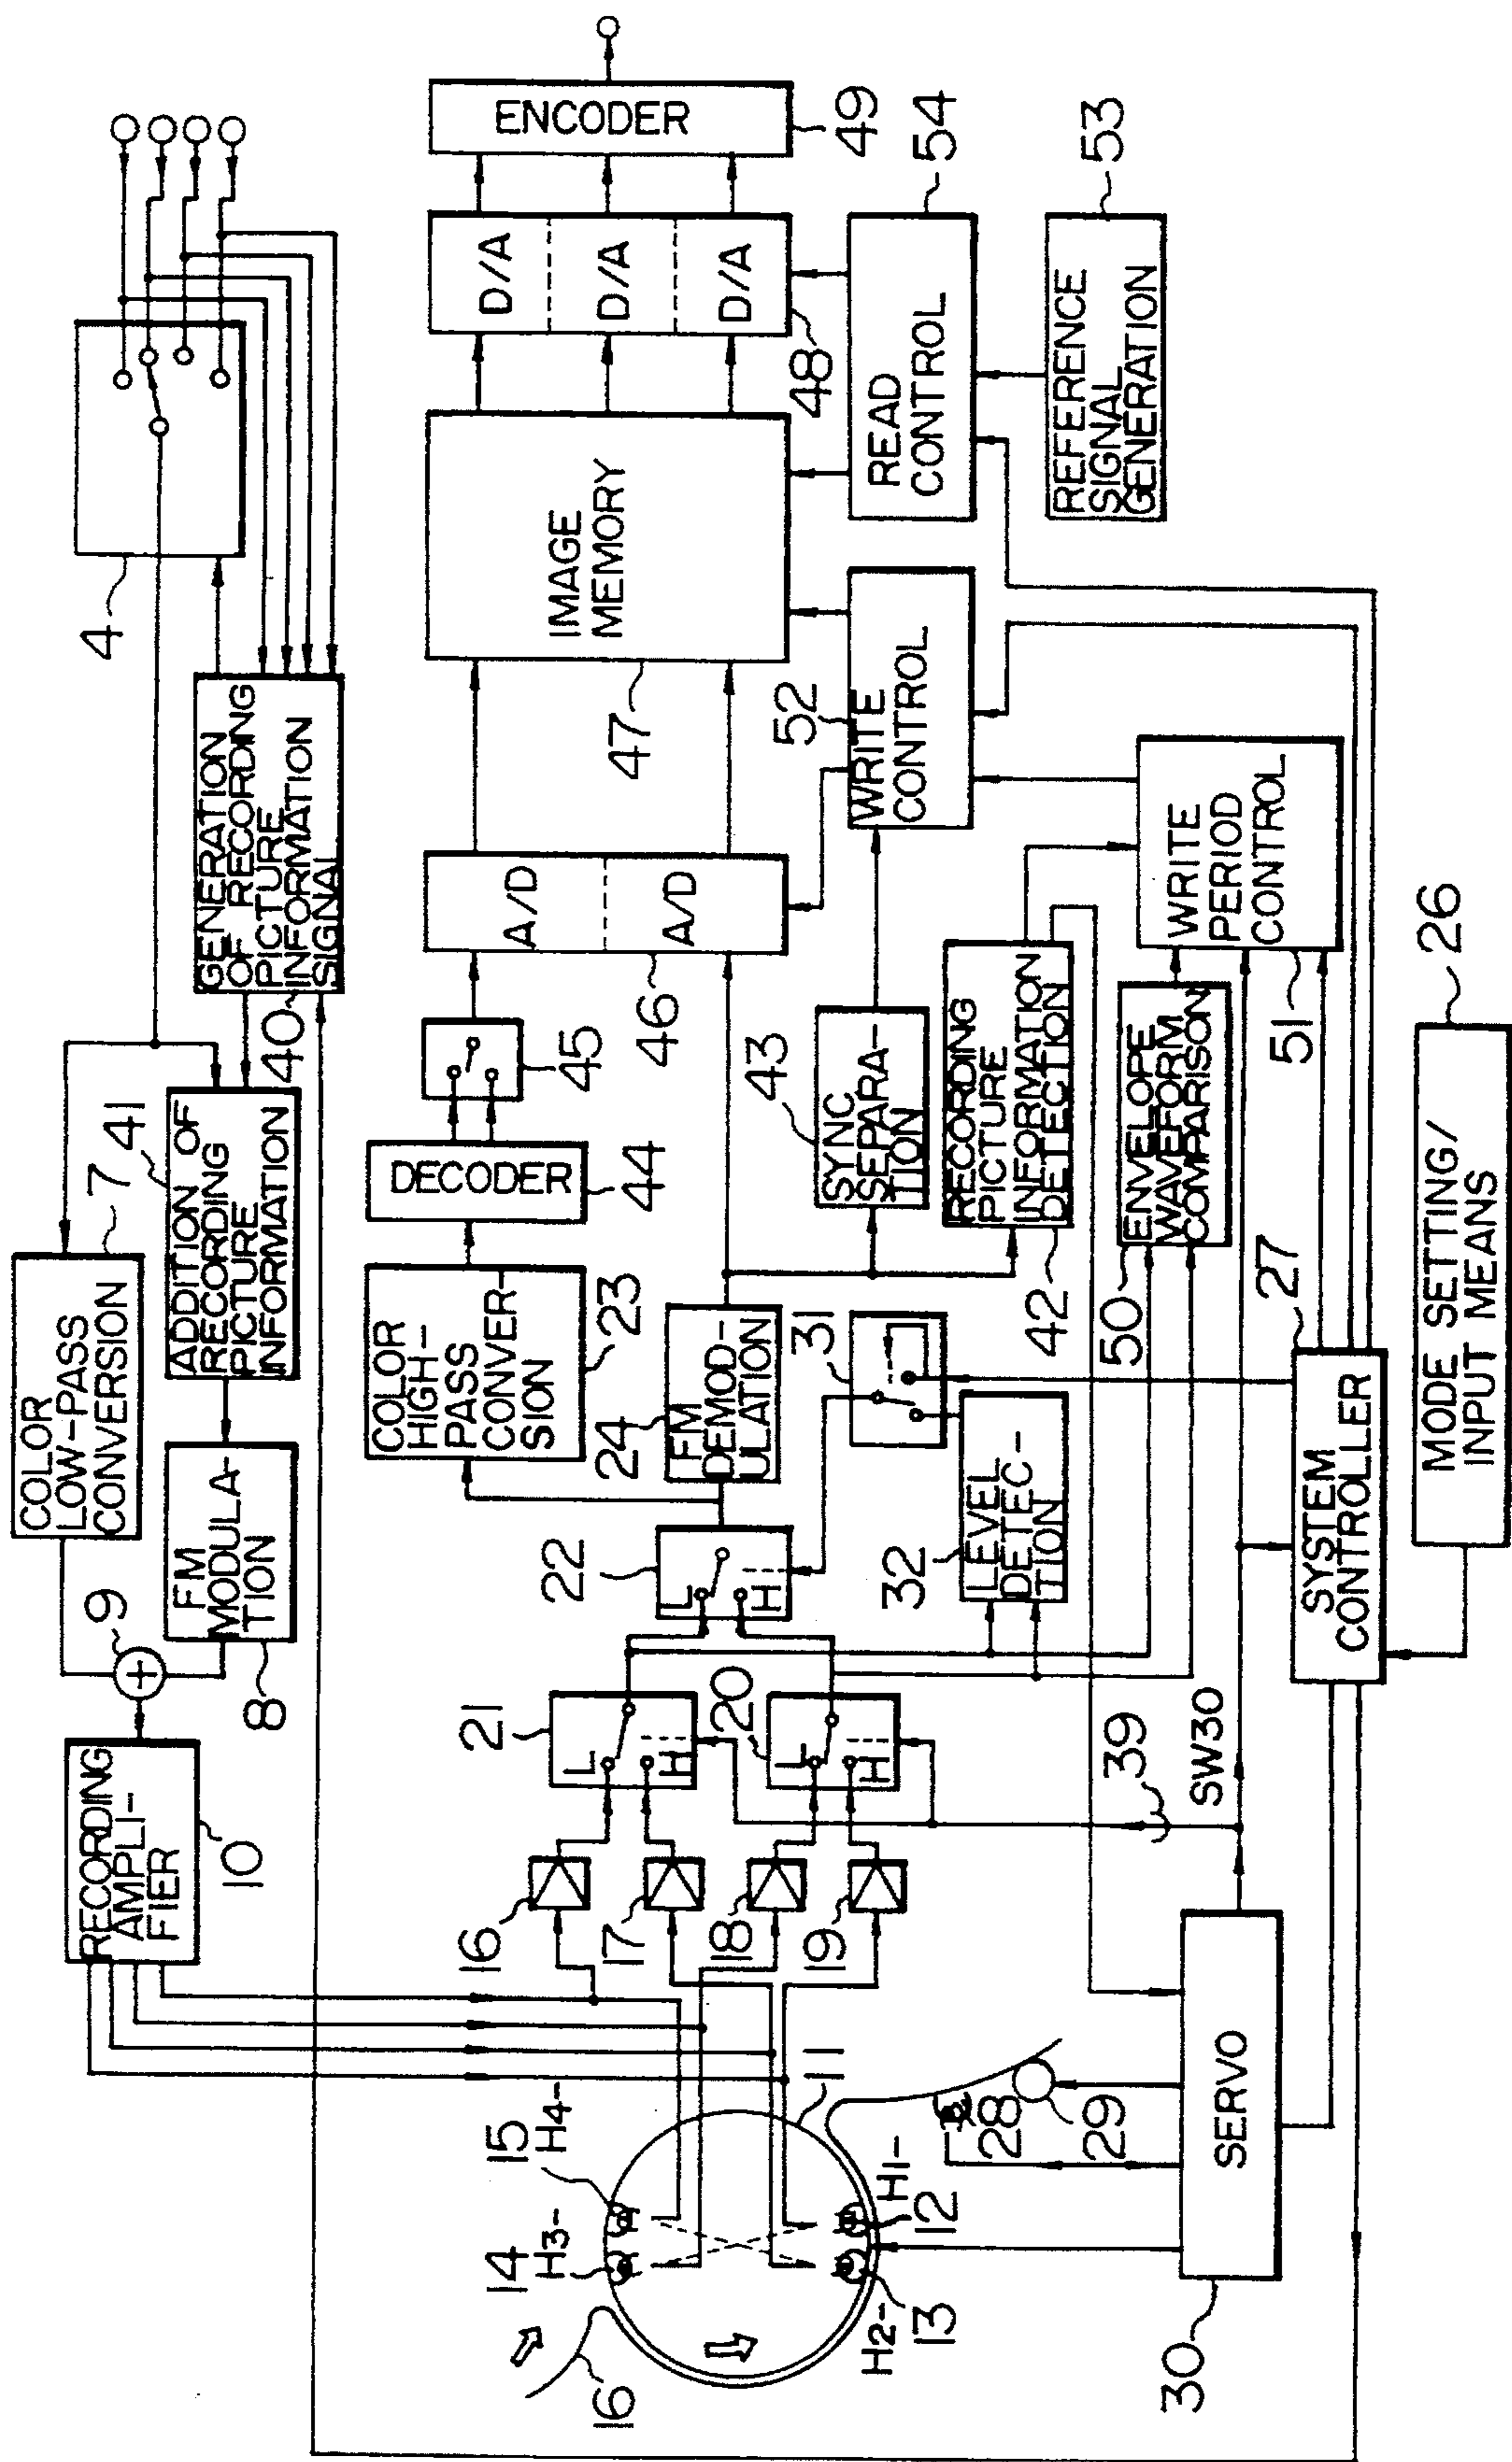 4
GENERATION
OF RECORDING
PICTURE
INFORMATION
SIGNAL
40
COLOR
LOW-PASS
CONVERSION
7
ADDITION OF
RECORDING
PICTURE
INFORMATION
41
FM
MODULA-
TION
8
9
+
RECORDING
AMPLI-
FIER
10
ENCODER
49
D/A
D/A
D/A
48
IMAGE
MEMORY
47
A/D
A/D
46
45
DECODER
44
COLOR
HIGH-
PASS
CONVER-
SION
23
FM
DEMOD-
ULATION
24
22
L
H
21
L
H
20
L
H
16
17
18
19
READ
CONTROL
54
REFERENCE
SIGNAL
GENERATION
53
WRITE
CONTROL
52
SYNC
SEPARA-
TION
43
RECORDING
PICTURE
INFORMATION
DETECTION
42
WRITE
PERIOD
CONTROL
51
ENVELOPE
WAVEFORM
COMPARISON
50
31
LEVEL
DETEC-
TION
32
SYSTEM
CONTROLLER
27
MODE SETTING/
INPUT MEANS
26
SW30
39
SERVO
30
28
29
11
15
H4-
14
H3-
H1-
12
H2-
13
16